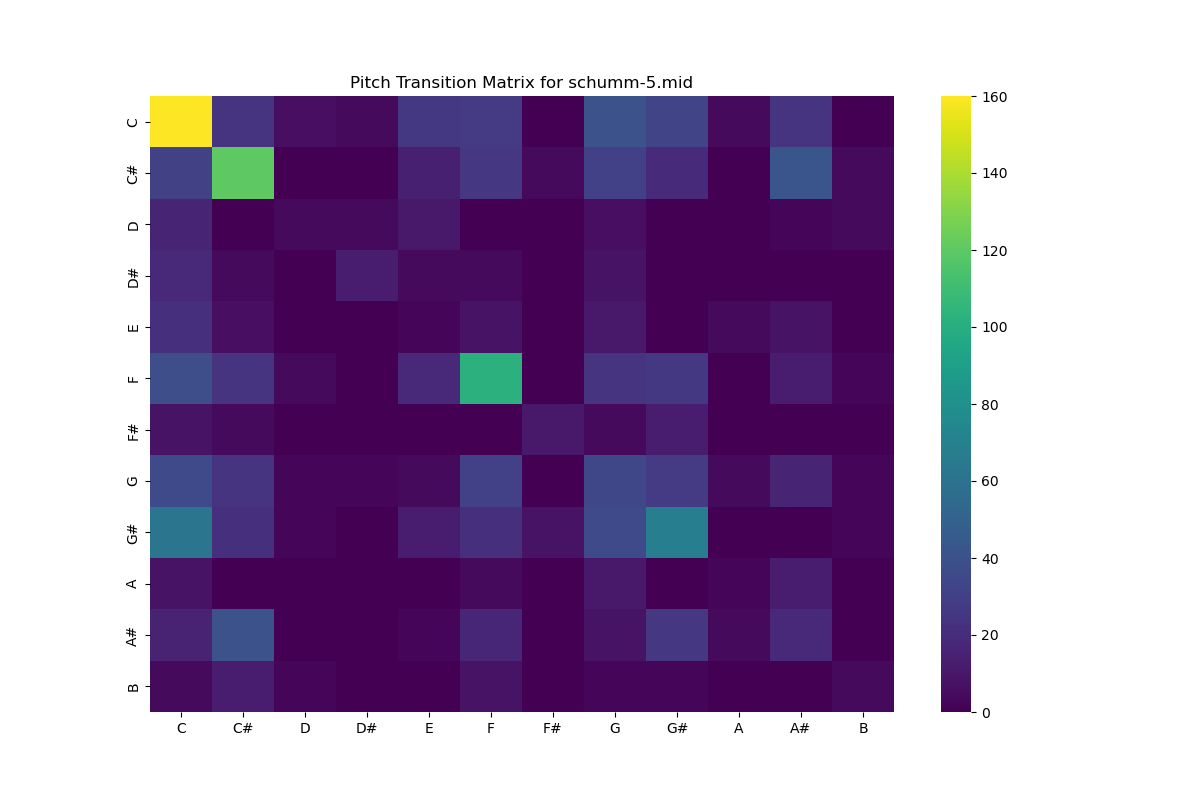 Pitch Transition Matrix for schumm-5.mid
C
C#
D
D#
E
F
F#
G
G#
A
A#
B
C C# D D# E F F# G G# A A# B
160
140
120
100
80
60
40
20
0